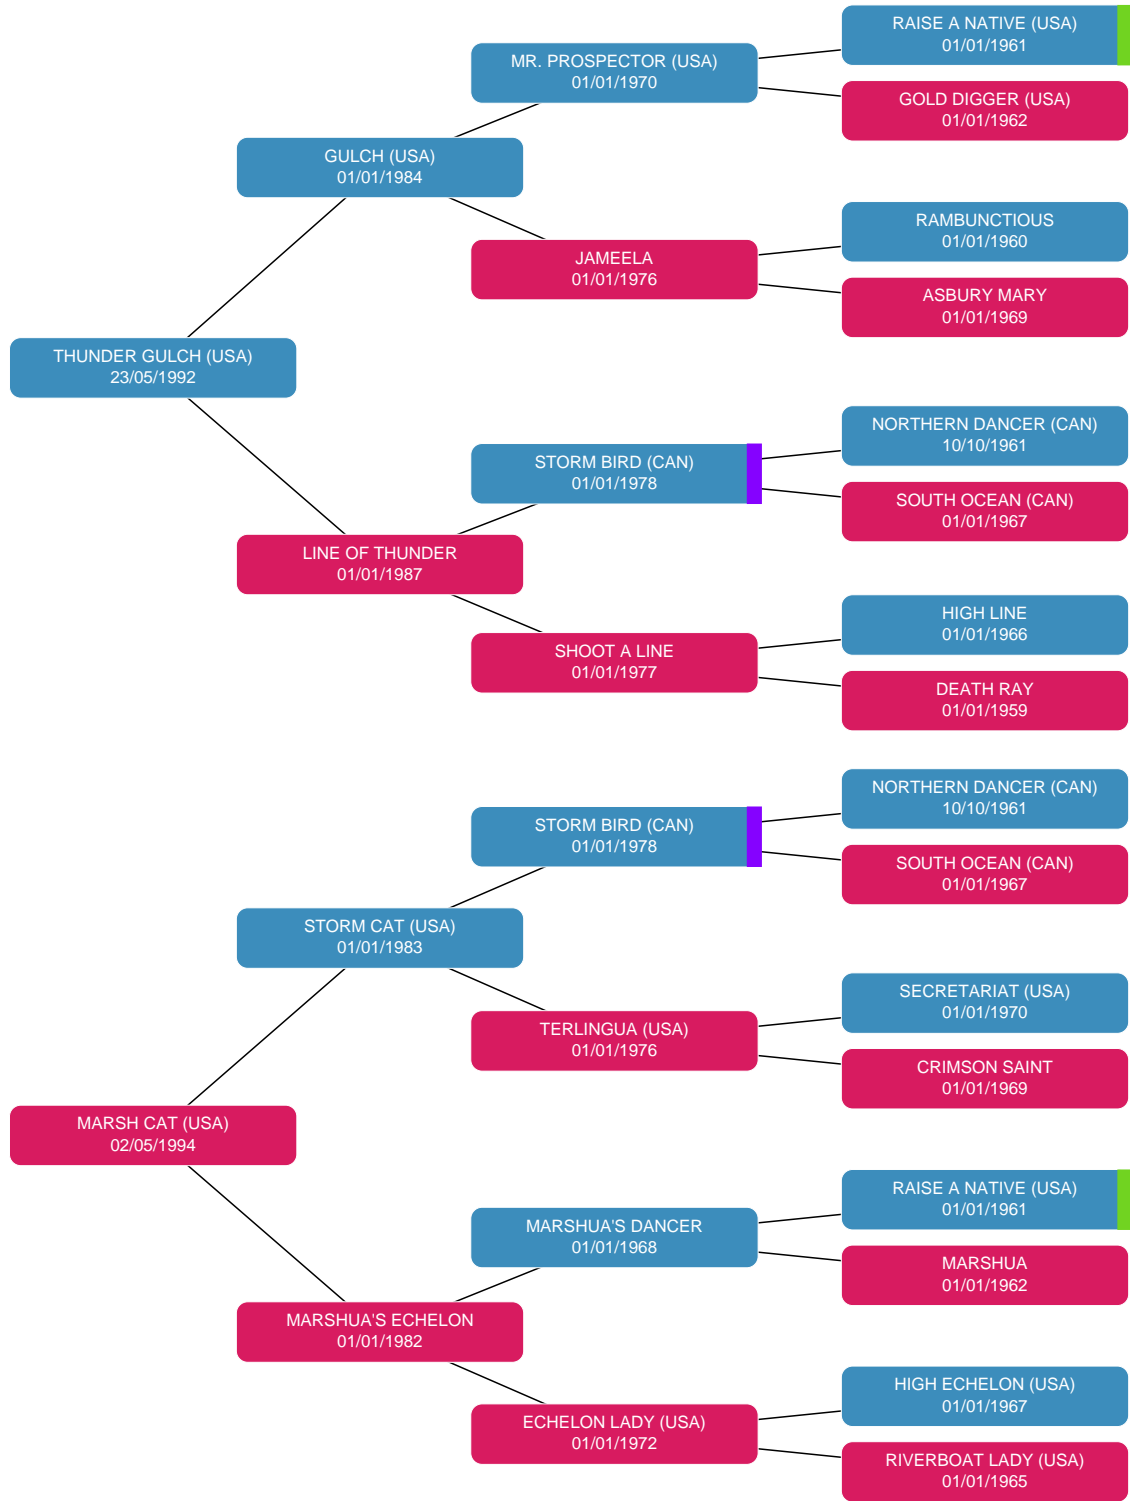 RAISE A NATIVE (USA)
01/01/1961
MR. PROSPECTOR (USA)
01/01/1970
GOLD DIGGER (USA)
01/01/1962
GULCH (USA)
01/01/1984
RAMBUNCTIOUS
01/01/1960
JAMEELA
01/01/1976
ASBURY MARY
01/01/1969
THUNDER GULCH (USA)
23/05/1992
NORTHERN DANCER (CAN)
10/10/1961
STORM BIRD (CAN)
01/01/1978
SOUTH OCEAN (CAN)
01/01/1967
LINE OF THUNDER
01/01/1987
HIGH LINE
01/01/1966
SHOOT A LINE
01/01/1977
DEATH RAY
01/01/1959
NORTHERN DANCER (CAN)
10/10/1961
STORM BIRD (CAN)
01/01/1978
SOUTH OCEAN (CAN)
01/01/1967
STORM CAT (USA)
01/01/1983
SECRETARIAT (USA)
01/01/1970
TERLINGUA (USA)
01/01/1976
CRIMSON SAINT
01/01/1969
MARSH CAT (USA)
02/05/1994
RAISE A NATIVE (USA)
01/01/1961
MARSHUA'S DANCER
01/01/1968
MARSHUA
01/01/1962
MARSHUA'S ECHELON
01/01/1982
HIGH ECHELON (USA)
01/01/1967
ECHELON LADY (USA)
01/01/1972
RIVERBOAT LADY (USA)
01/01/1965